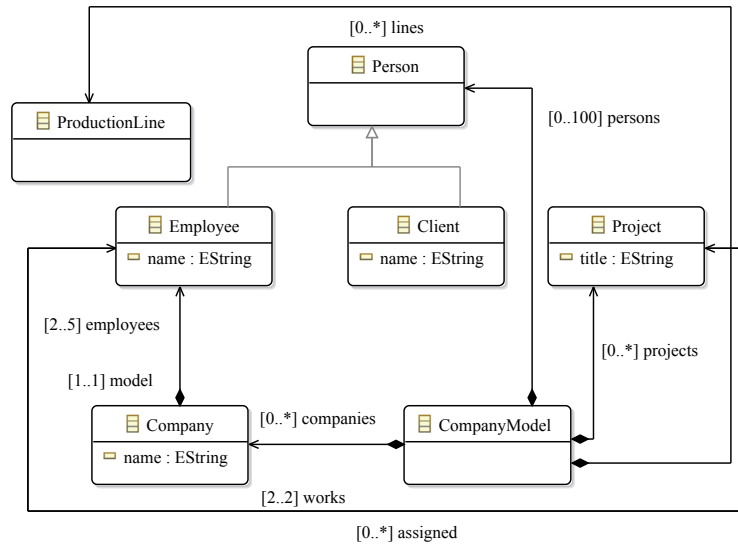 [0..*] lines
Person
ProductionLine
[0..100] persons
Employee
name : EString
Client
name : EString
Project
title : EString
[2..5] employees
[0..*] projects
[1..1] model
Company
name : EString
[0..*] companies
CompanyModel
[2..2] works
[0..*] assigned